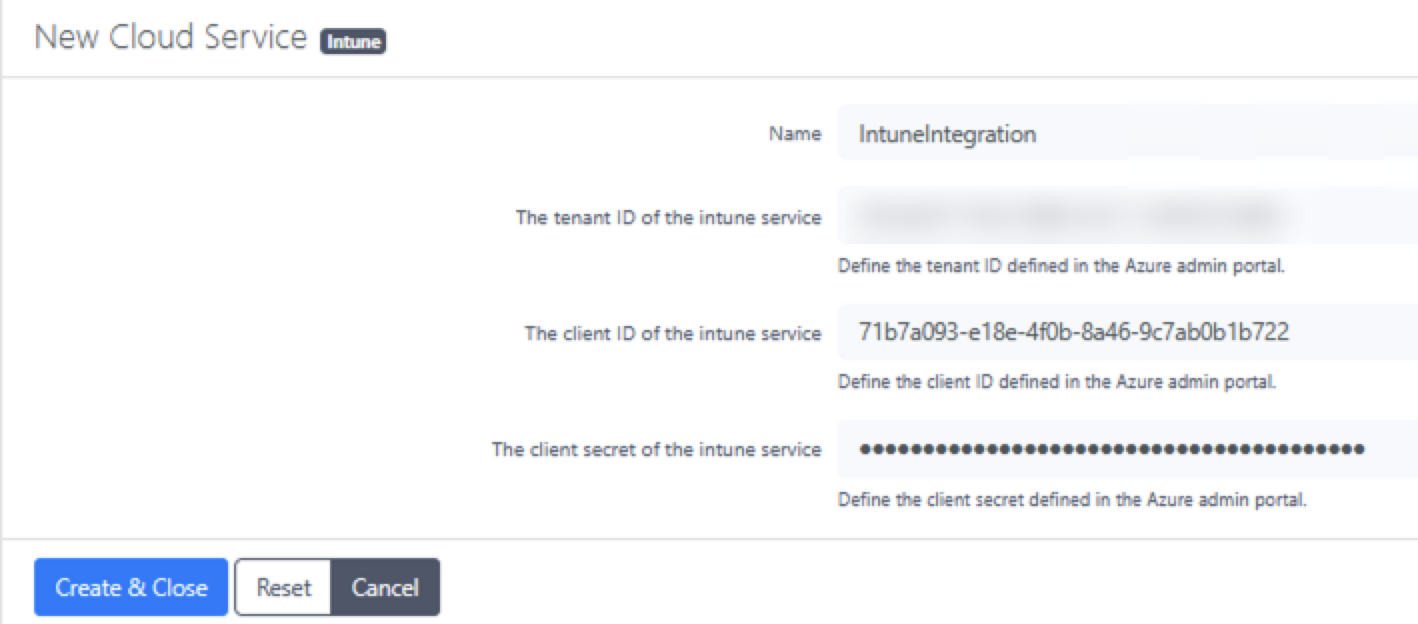 New Cloud Service Intune
Name IntuneIntegration
The tenant ID of the intune service
Define the tenant ID defined in the Azure admin portal.
The client ID of the intune service 71b7a093-e18e-4f0b-8a46-9c7ab0b1b722
Define the client ID defined in the Azure admin portal.
The client secret of the intune service ••••••••••••••••••••••••••••••••••••••••
Define the client secret defined in the Azure admin portal.
Create & Close Reset Cancel